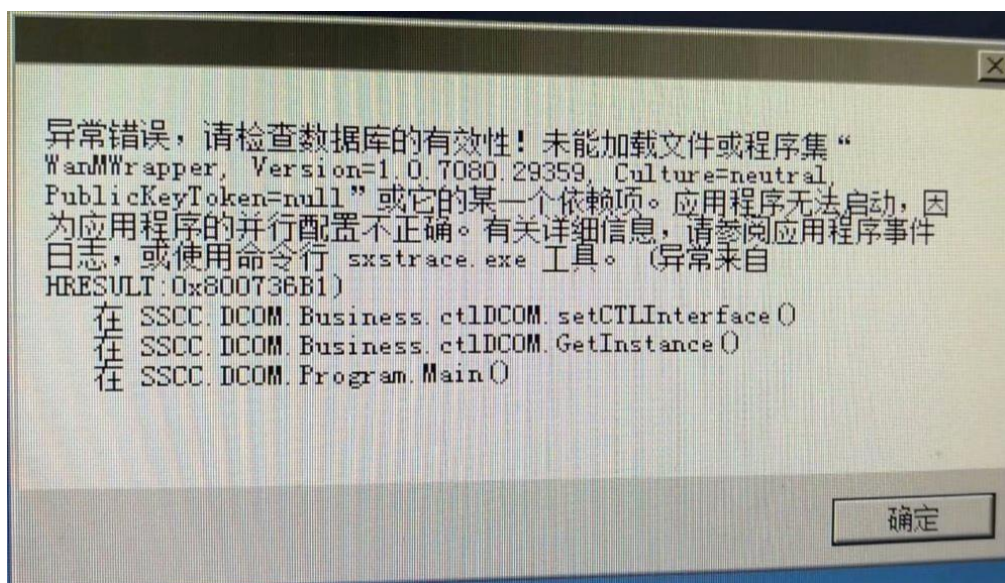 异常错误，请检查数据库的有效性！未能加载文件或程序集“
WanMWrapper, Version=1.0.7080.29359, Culture=neutral,
PublicKeyToken=null”或它的某一个依赖项。应用程序无法启动，因
为应用程序的并行配置不正确。有关详细信息，请参阅应用程序事件
日志，或使用命令行 sxstrace.exe 工具。 (异常来自
HRESULT:0x800736B1)
在 SSCC.DCOM.Business.ctlDCOM.setCTLInterface()
在 SSCC.DCOM.Business.ctlDCOM.GetInstance()
在 SSCC.DCOM.Program.Main()
确定